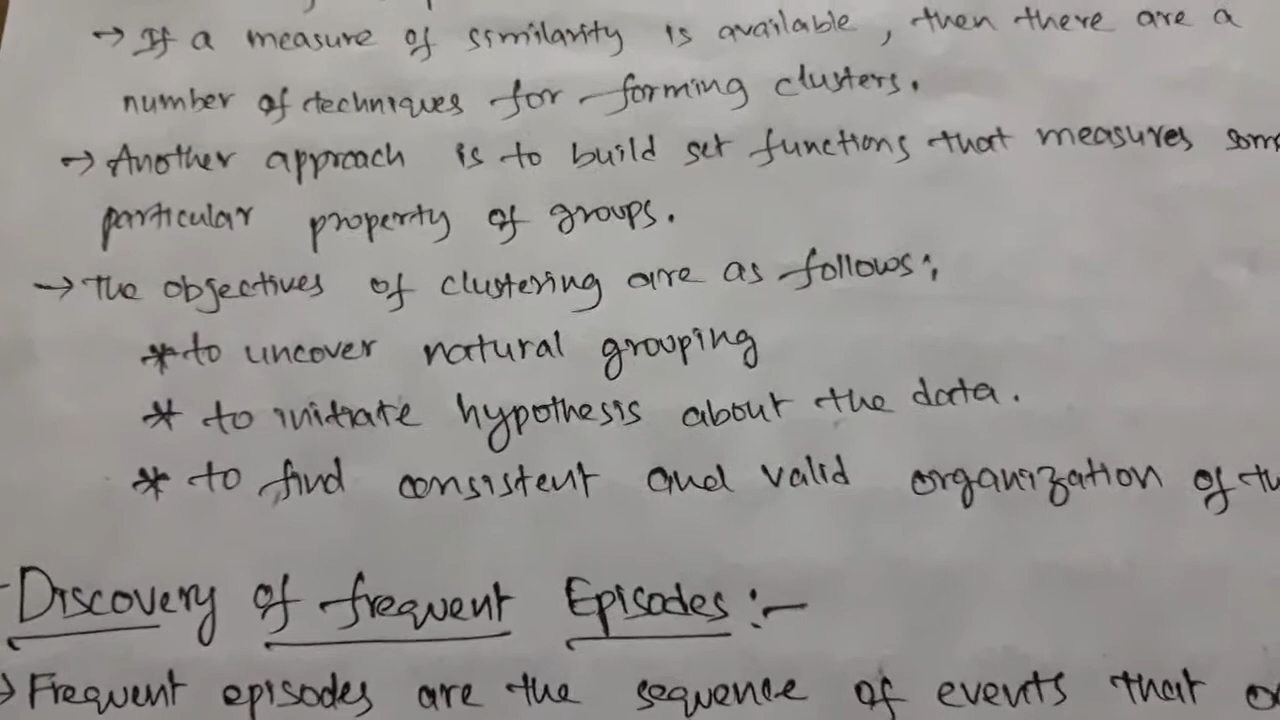 → If a measure of similarity is available, then there are a
number of techniques for forming clusters.
→ Another approach is to build set functions that measures
particular property of groups.
→ The objectives of clustering are as follows:
* to uncover natural grouping
* to initiate hypothesis about the data.
* to find consistent and valid organization of
Discovery of frequent Episodes :-
→ Frequent episodes are the sequence of events that